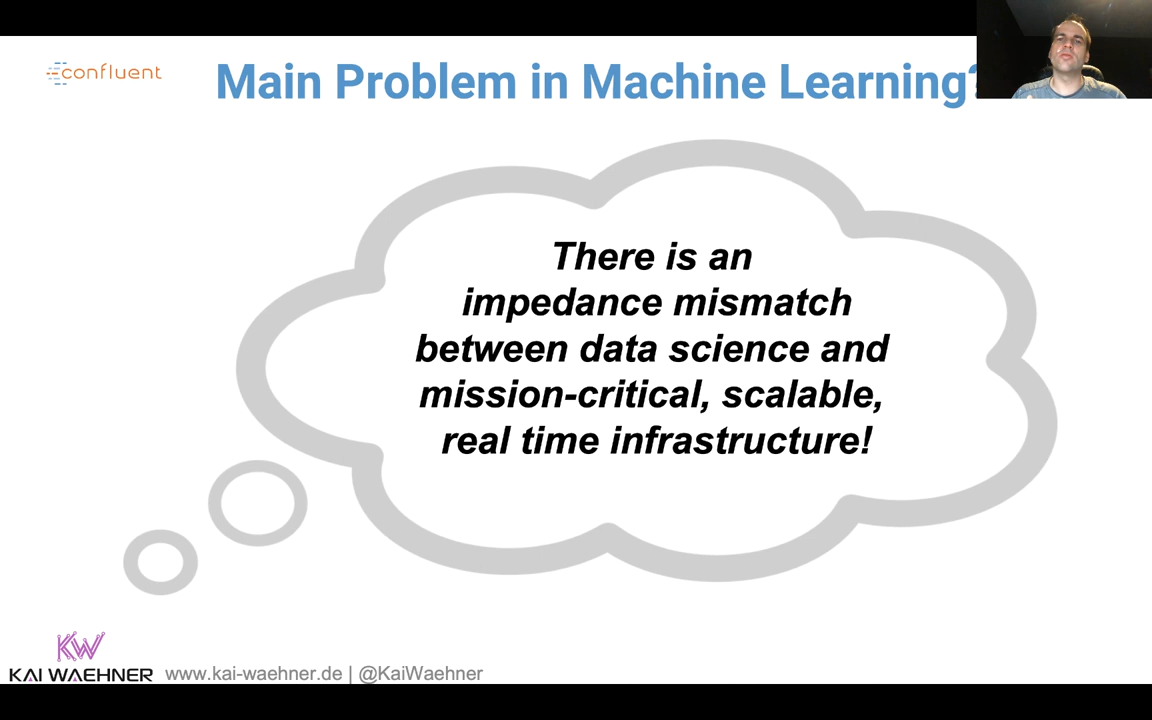 confluent
Main Problem in Machine Learning?
There is an
impedance mismatch
between data science and
mission-critical, scalable,
real time infrastructure!
KW
KAI WAEHNER
www.kai-waehner.de | @KaiWaehner